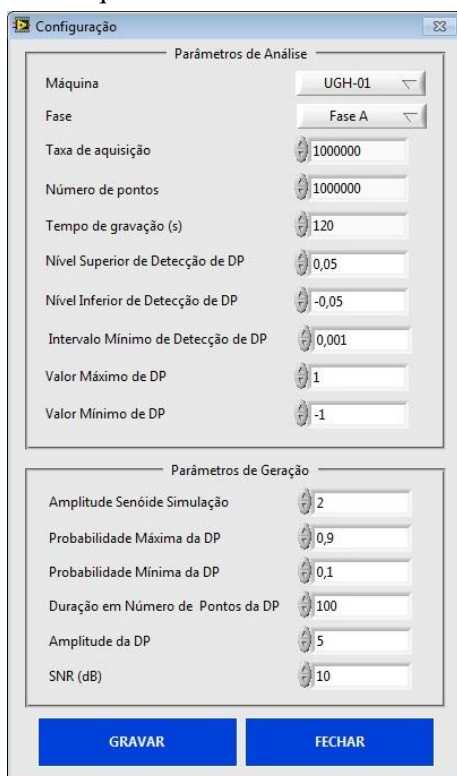 Configuração
Parâmetros de Análise
Máquina UGH-01
Fase Fase A
Taxa de aquisição 1000000
Número de pontos 1000000
Tempo de gravação (s) 120
Nível Superior de Detecção de DP 0,05
Nível Inferior de Detecção de DP -0,05
Intervalo Mínimo de Detecção de DP 0,001
Valor Máximo de DP 1
Valor Mínimo de DP -1
Parâmetros de Geração
Amplitude Senóide Simulação 2
Probabilidade Máxima da DP 0,9
Probabilidade Mínima da DP 0,1
Duração em Número de Pontos da DP 100
Amplitude da DP 5
SNR (dB) 10
GRAVAR FECHAR